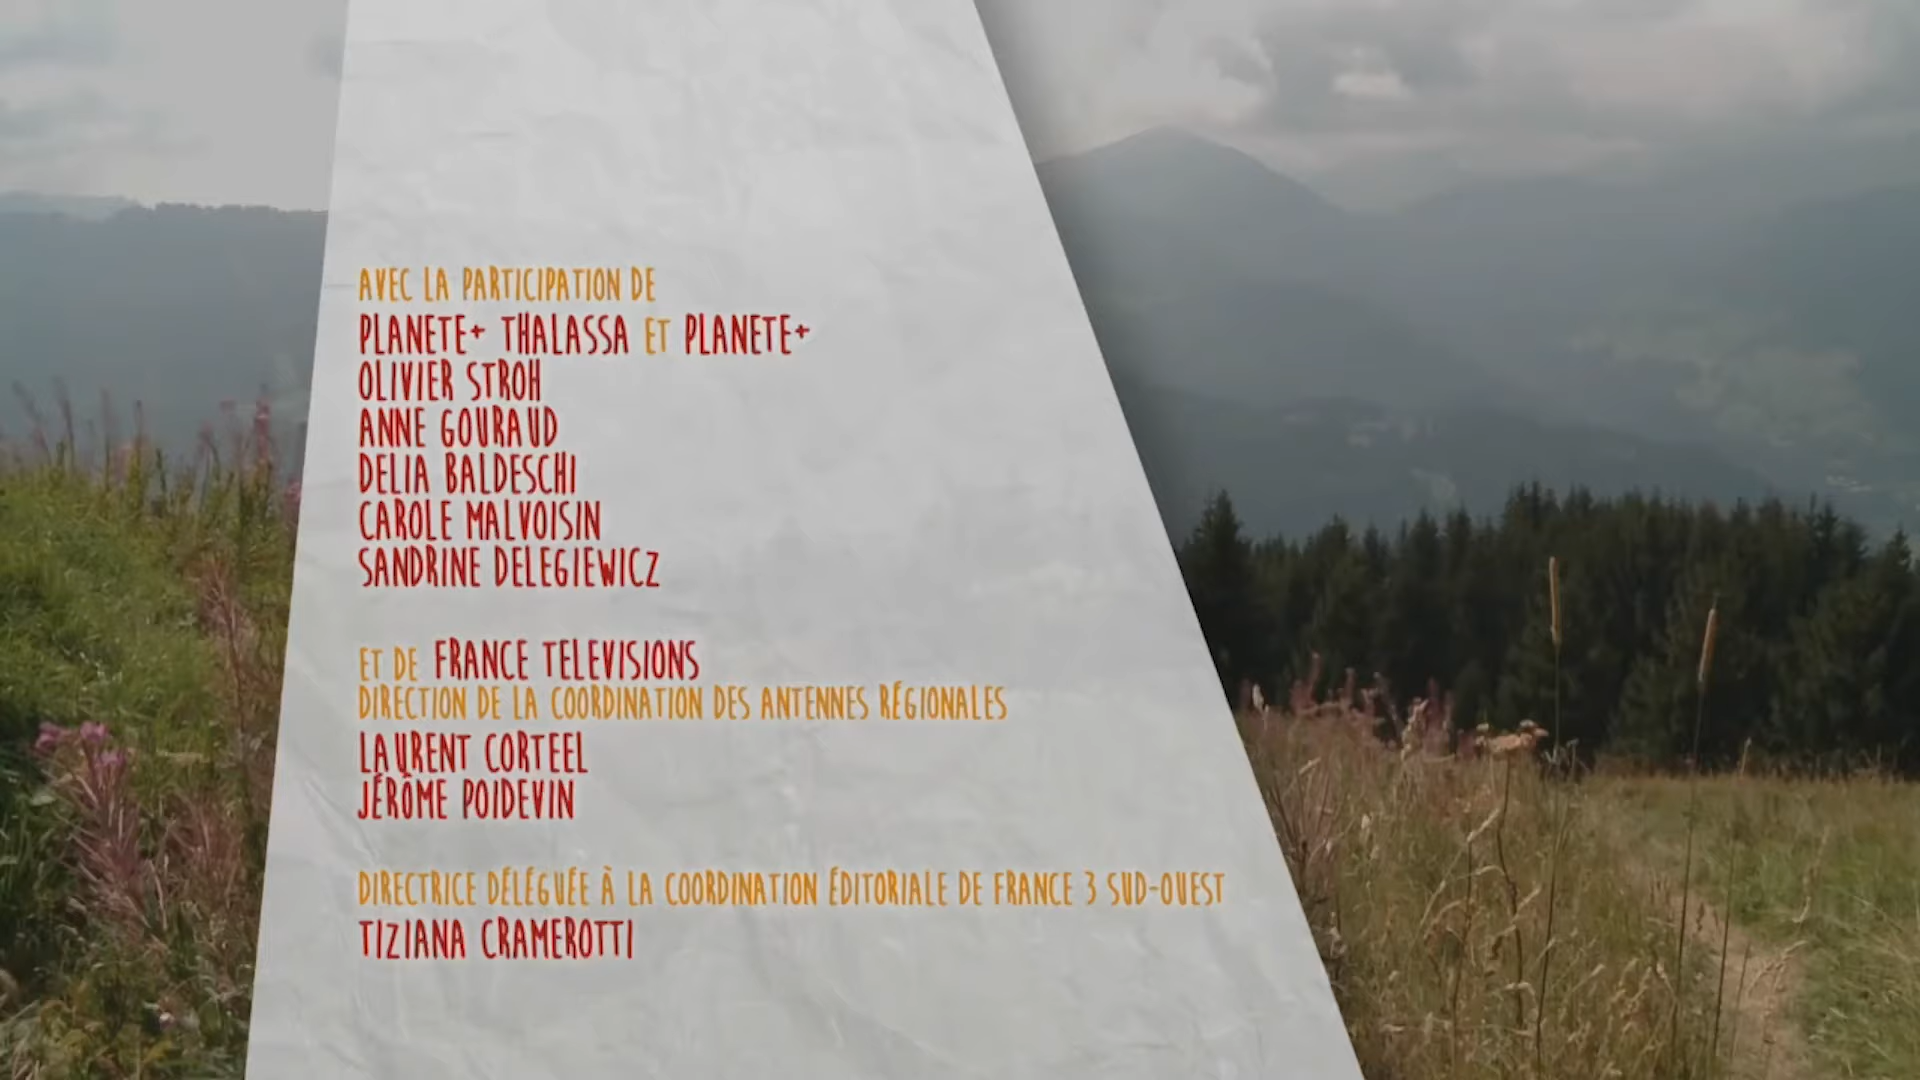 AVEC LA PARTICIPATION DE
PLANETE+ THALASSA ET PLANETE+
OLIVIER STROH
ANNE GOURAUD
DELIA BALDESCHI
CAROLE MALVOISIN
SANDRINE DELEGIEWICZ
ET DE FRANCE TELEVISIONS
DIRECTION DE LA COORDINATION DES ANTENNES RÉGIONALES
LAURENT CORTEEL
JÉRÔME POIDEVIN
DIRECTRICE DÉLÉGUÉE À LA COORDINATION ÉDITORIALE DE FRANCE 3 SUD-OUEST
TIZIANA CRAMEROTTI